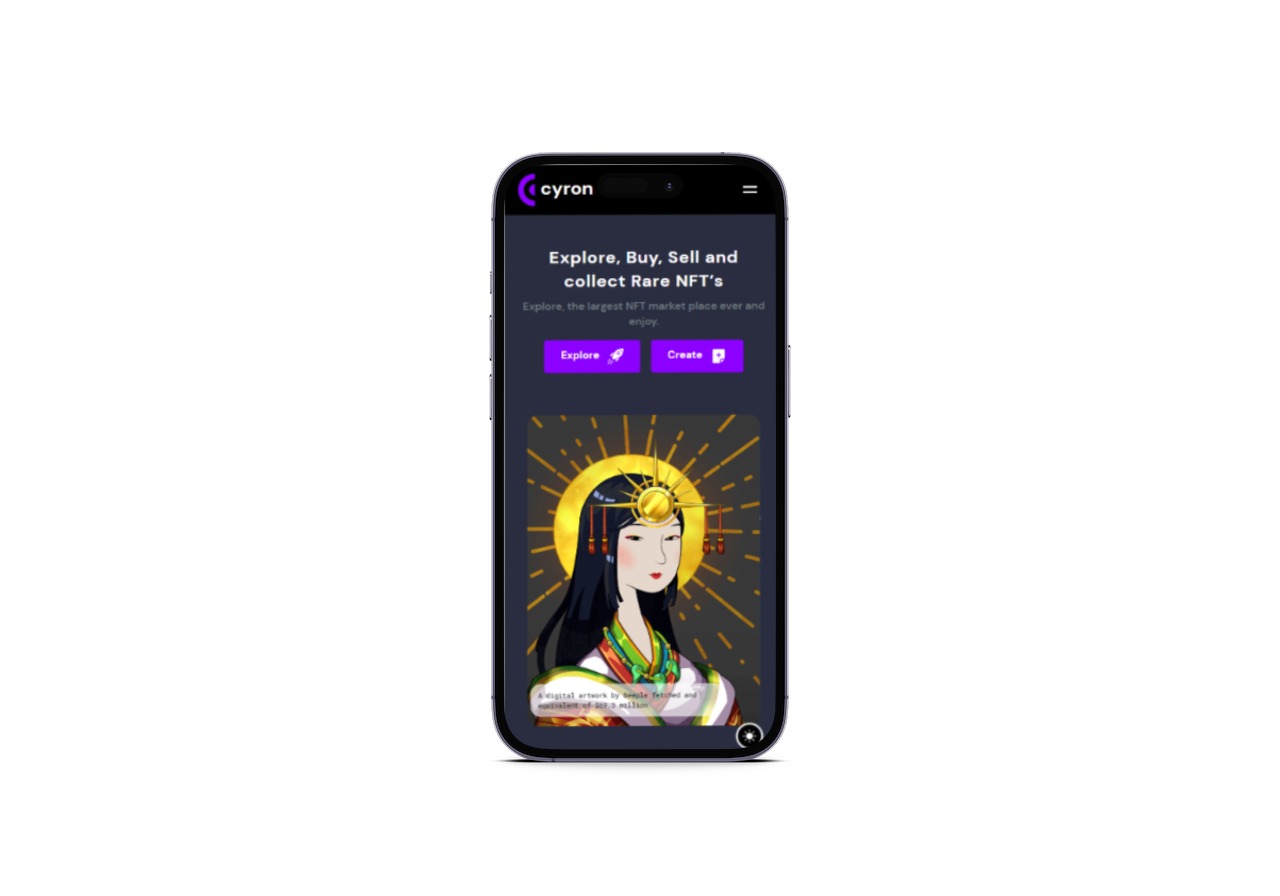 cyron
Explore, Buy, Sell and
collect Rare NFT's
Explore, the largest NFT market place ever and
enjoy.
Explore
Create
A digital artwork by Beeple fetched and
equivalent of $69.3 million